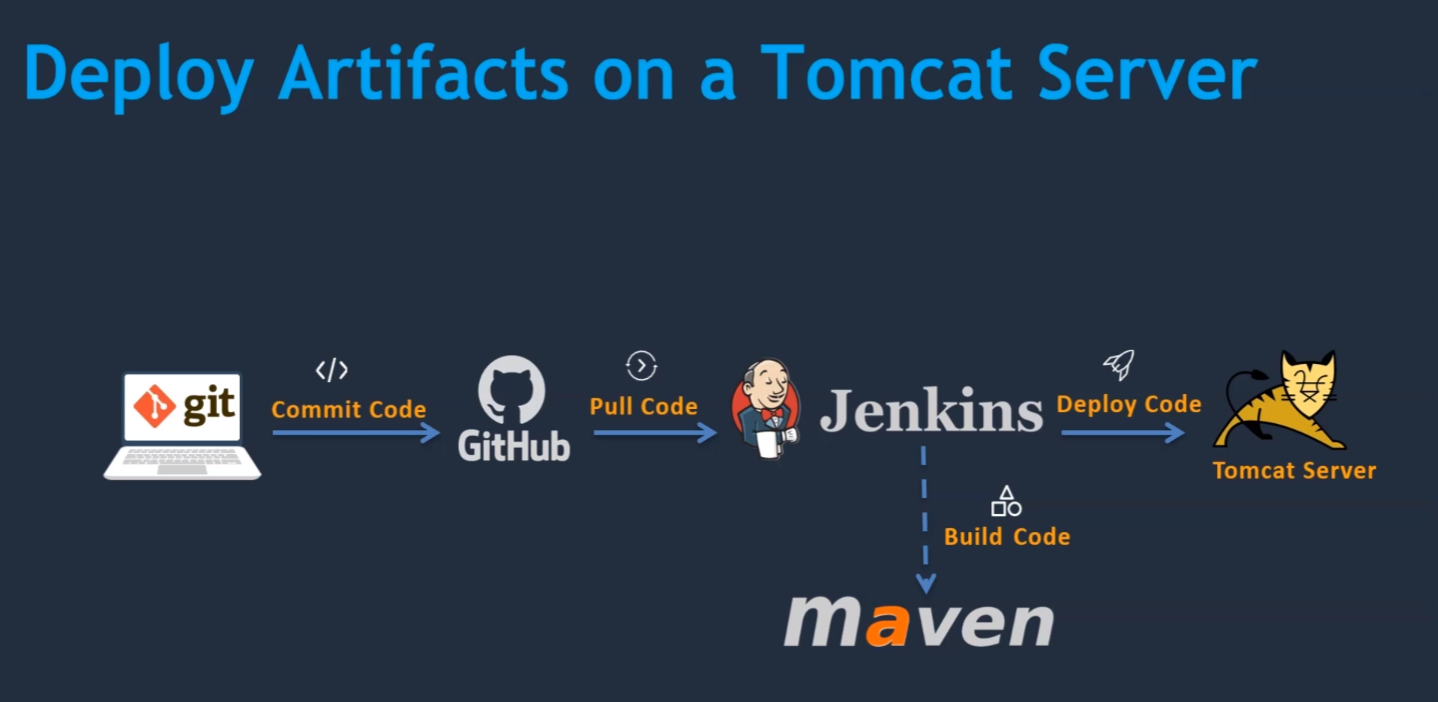 Deploy Artifacts on a Tomcat Server
git
Commit Code
GitHub
Pull Code
Jenkins
Deploy Code
Tomcat Server
Build Code
maven